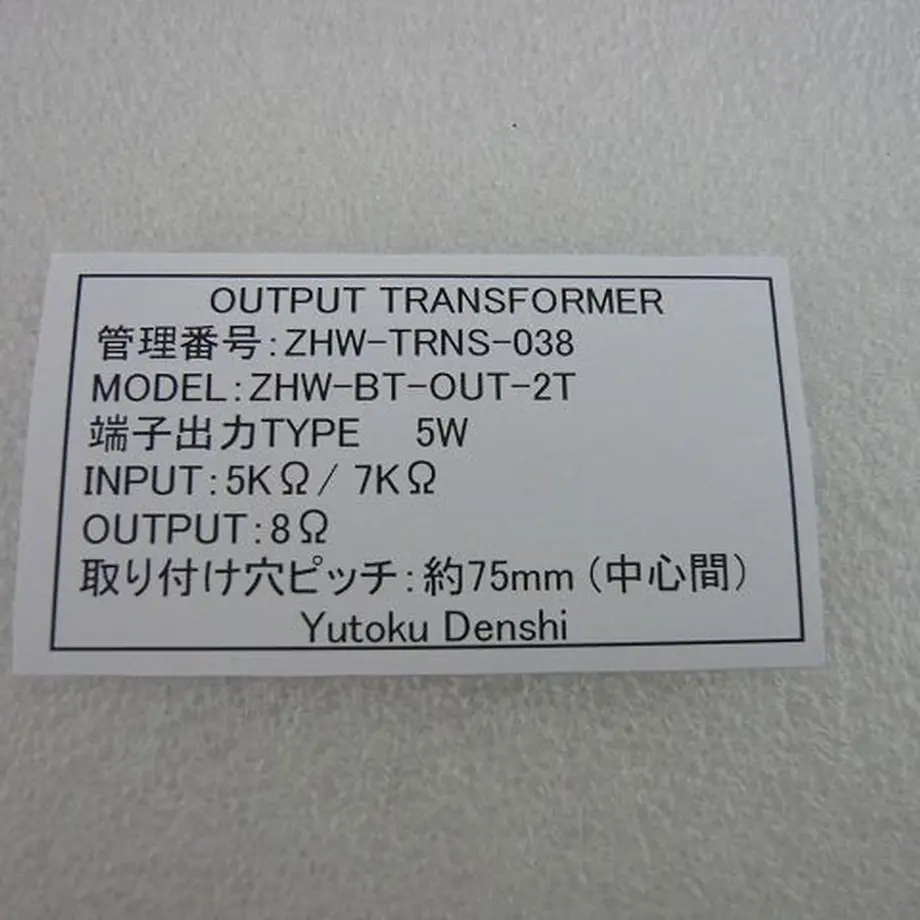 OUTPUT TRANSFORMER
管理番号:ZHW-TRNS-038
MODEL:ZHW-BT-OUT-2T
端子出力TYPE 5W
INPUT:5KΩ/ 7KΩ
OUTPUT:8Ω
取り付け穴ピッチ:約75mm(中心間)
Yutoku Denshi